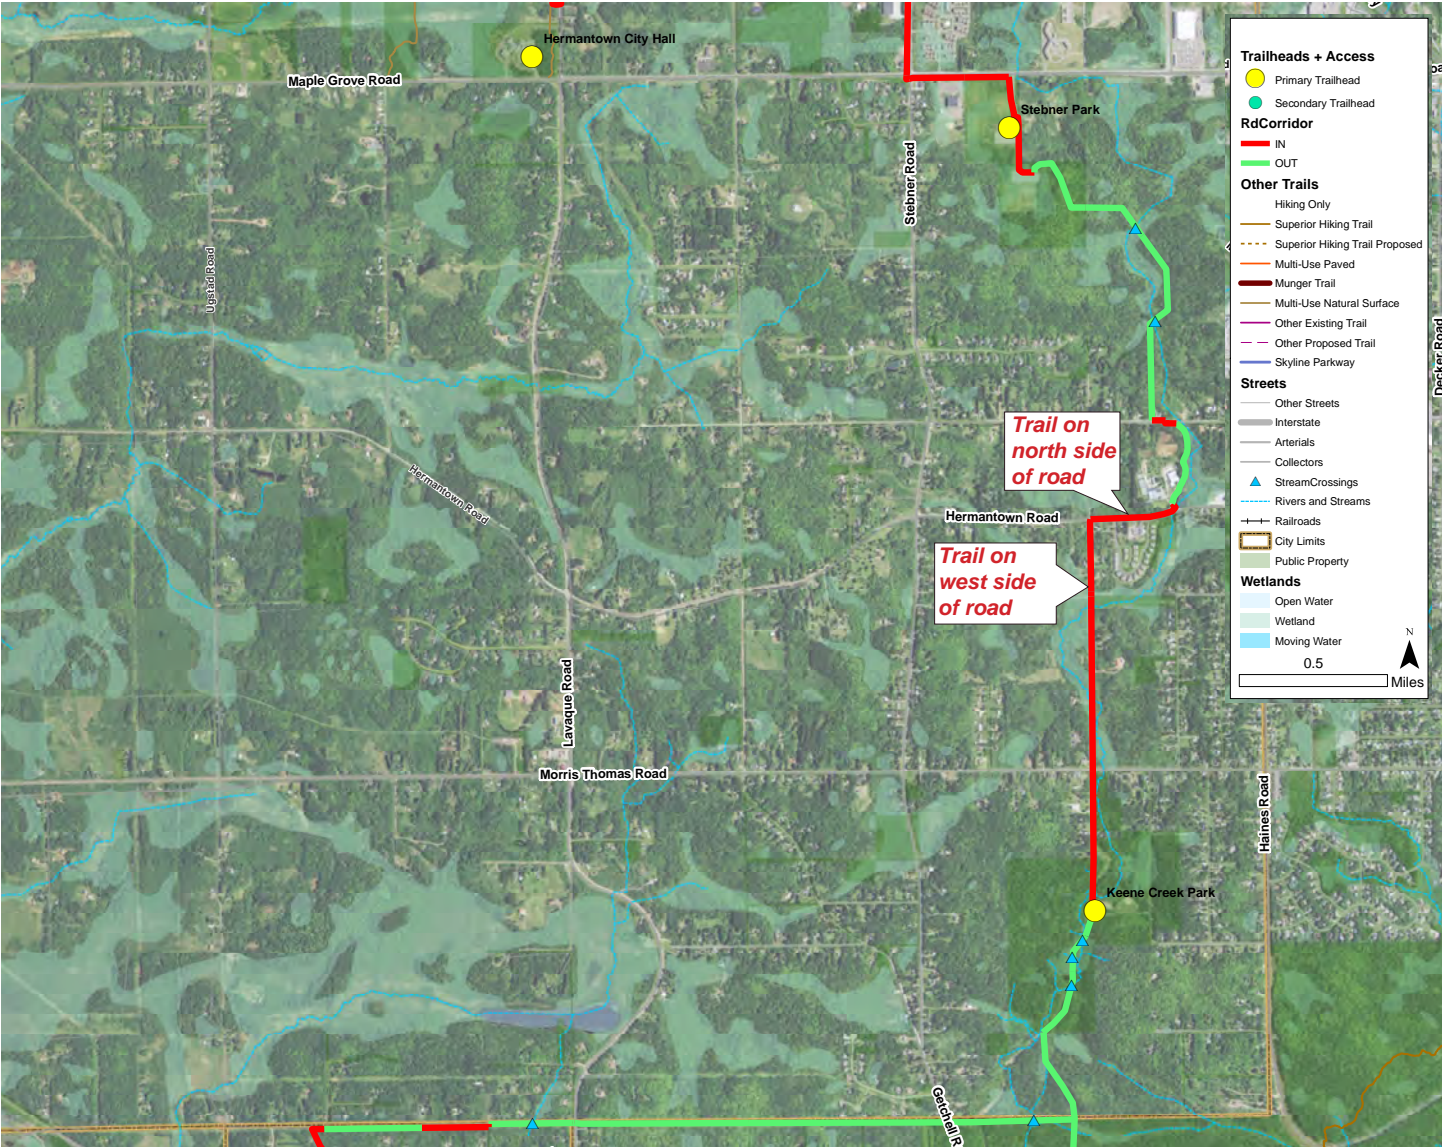 Hermantown City Hall
Maple Grove Road
Stebner Park
Stebner Road
Ugstad Road
Trail on
north side
of road
Hermantown Road
Hermantown Road
Trail on
west side
of road
Lavaque Road
Morris Thomas Road
Haines Road
Keene Creek Park
Getchell R
Decker Road
Trailheads + Access
Primary Trailhead
Secondary Trailhead
RdCorridor
IN
OUT
Other Trails
Hiking Only
Superior Hiking Trail
Superior Hiking Trail Proposed
Multi-Use Paved
Munger Trail
Multi-Use Natural Surface
Other Existing Trail
Other Proposed Trail
Skyline Parkway
Streets
Other Streets
Interstate
Arterials
Collectors
StreamCrossings
Rivers and Streams
Railroads
City Limits
Public Property
Wetlands
Open Water
Wetland
Moving Water
N
0.5
Miles